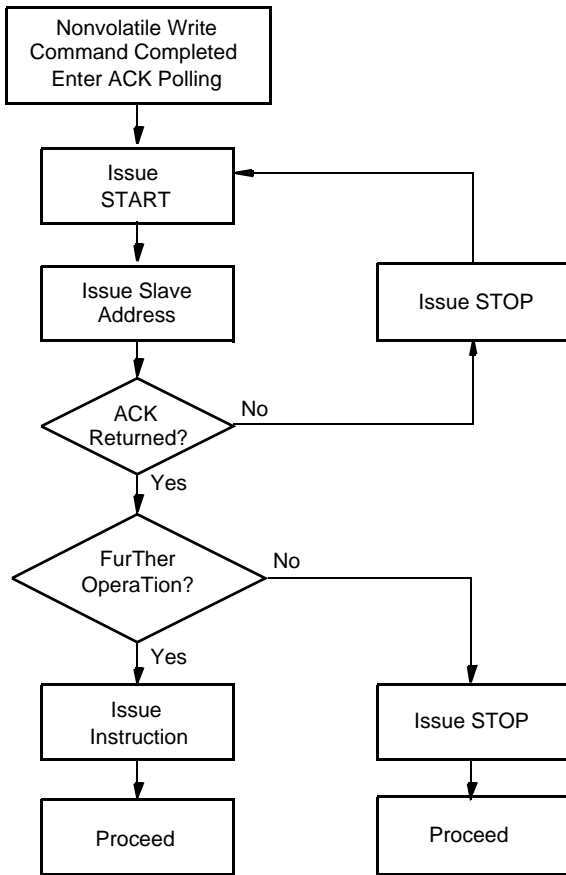 Nonvolatile Write
Command Completed
Enter ACK Polling
Issue
START
Issue Slave
Address
Issue STOP
ACK
Returned?
No
Yes
FurTher
OperaTion?
No
Yes
Issue
Instruction
Issue STOP
Proceed
Proceed